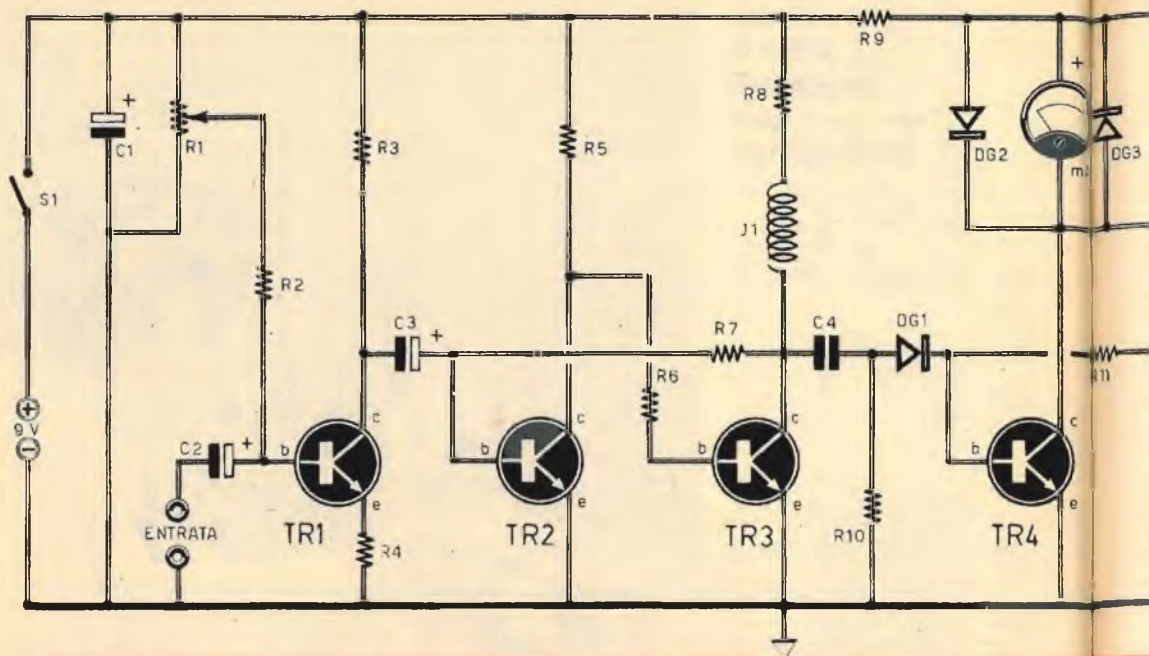 R9
+
R8
+
C1
R1
R3
R5
DG2
DG3
S1
J1
R2
C3
+
R7
C4
DG1
R6
+
9 V
-
C2
+
b
c
e
TR1
b
c
e
TR2
b
c
e
TR3
b
c
e
TR4
ENTRATA
R4
R10